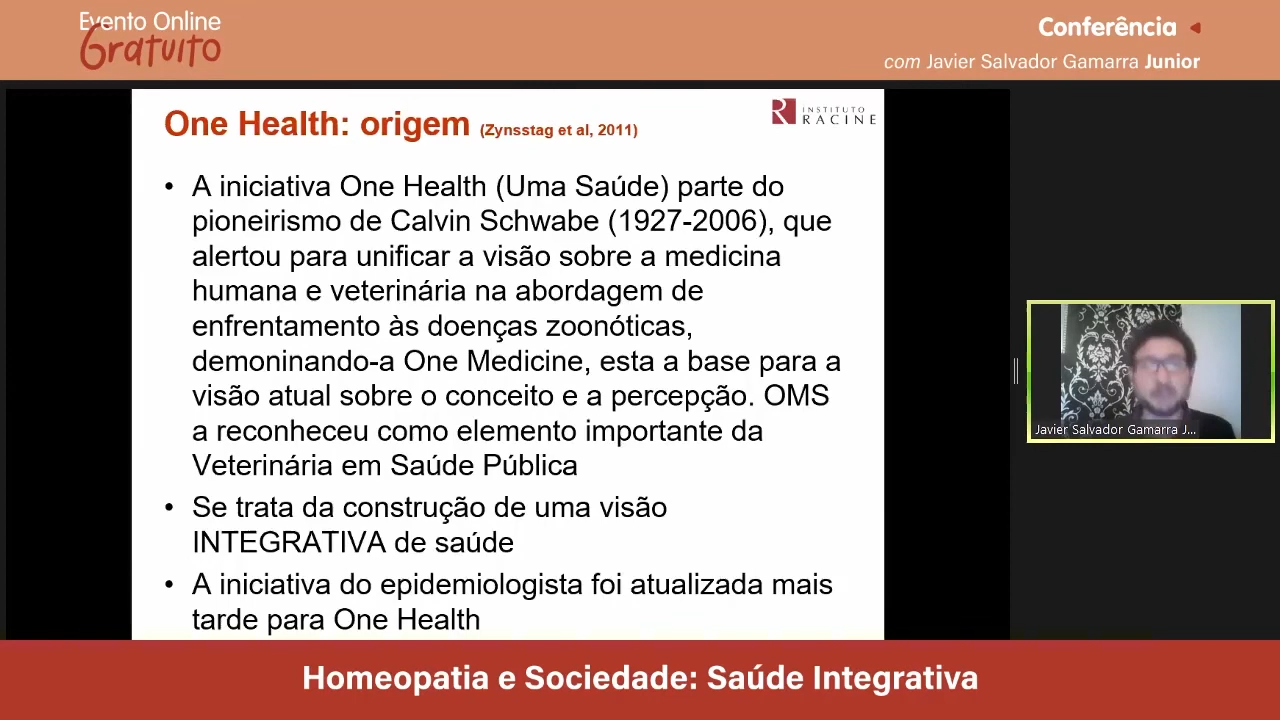 Evento Online
Gratuito
Conferência
com Javier Salvador Gamarra Junior
One Health: origem (Zynsstag et al, 2011)
INSTITUTO
RACINE
• A iniciativa One Health (Uma Saúde) parte do
pioneirismo de Calvin Schwabe (1927-2006), que
alertou para unificar a visão sobre a medicina
humana e veterinária na abordagem de
enfrentamento às doenças zoonóticas,
demoninando-a One Medicine, esta a base para a
visão atual sobre o conceito e a percepção. OMS
a reconheceu como elemento importante da
Veterinária em Saúde Pública
• Se trata da construção de uma visão
INTEGRATIVA de saúde
• A iniciativa do epidemiologista foi atualizada mais
tarde para One Health
Javier Salvador Gamarra J...
Homeopatia e Sociedade: Saúde Integrativa